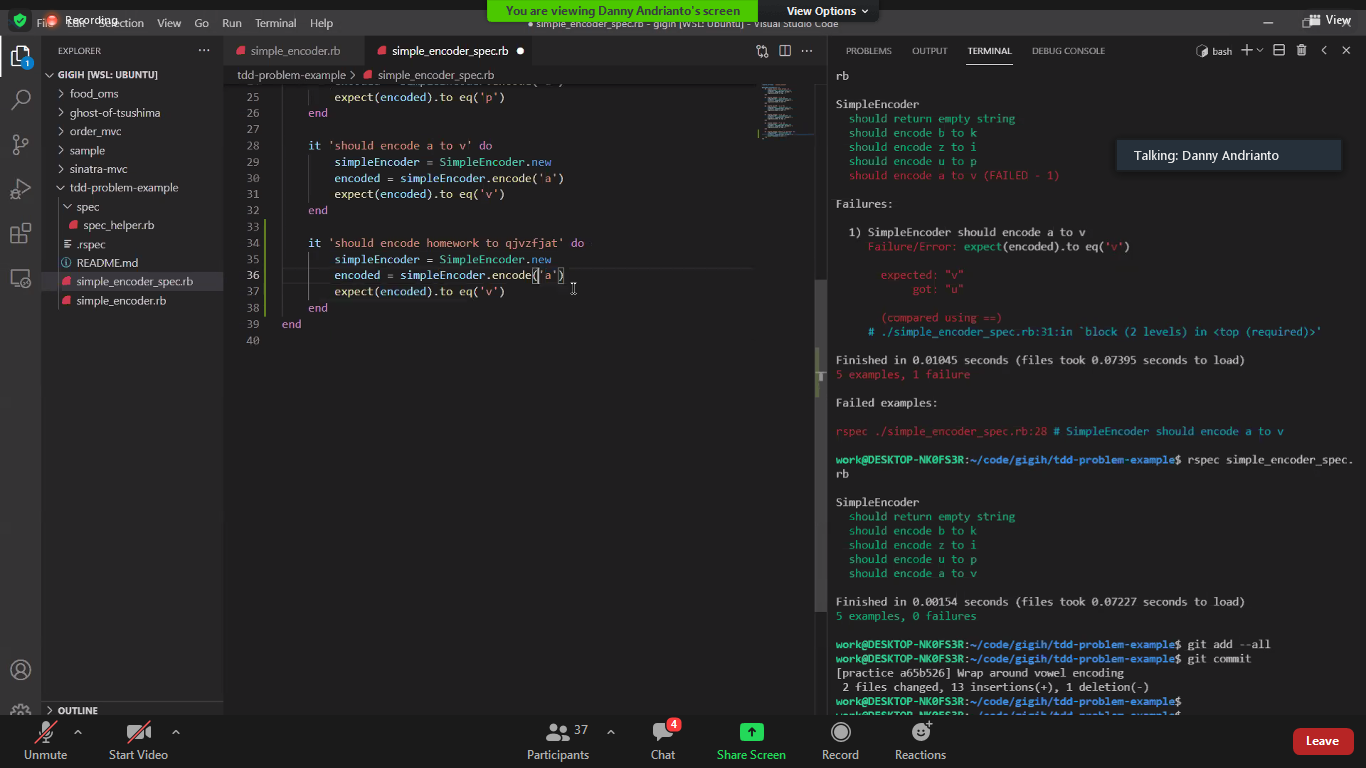 Recording
You are viewing Danny Andrianto's screen
View Options
View
File Edit Selection View Go Run Terminal Help
simple_encoder_spec.rb - gigih [WSL: Ubuntu] - Visual Studio Code
EXPLORER
GIGIH [WSL: UBUNTU]
food_oms
ghost-of-tsushima
order_mvc
sample
sinatra-mvc
tdd-problem-example
spec
spec_helper.rb
.rspec
README.md
simple_encoder_spec.rb
simple_encoder.rb
OUTLINE
1
simple_encoder.rb
simple_encoder_spec.rb
tdd-problem-example > simple_encoder_spec.rb
25 expect(encoded).to eq('p')
26 end
27
28 it 'should encode a to v' do
29 simpleEncoder = SimpleEncoder.new
30 encoded = simpleEncoder.encode('a')
31 expect(encoded).to eq('v')
32 end
33
34 it 'should encode homework to qjvzfjat' do
35 simpleEncoder = SimpleEncoder.new
36 encoded = simpleEncoder.encode('a')
37 expect(encoded).to eq('v')
38 end
39 end
40
PROBLEMS OUTPUT TERMINAL DEBUG CONSOLE
bash
rb
SimpleEncoder
should return empty string
should encode b to k
should encode z to i
should encode u to p
should encode a to v (FAILED - 1)
Talking: Danny Andrianto
Failures:
1) SimpleEncoder should encode a to v
Failure/Error: expect(encoded).to eq('v')
expected: "v"
got: "u"
(compared using ==)
# ./simple_encoder_spec.rb:31:in `block (2 levels) in <top (required)>'
Finished in 0.01045 seconds (files took 0.07395 seconds to load)
5 examples, 1 failure
Failed examples:
rspec ./simple_encoder_spec.rb:28 # SimpleEncoder should encode a to v
work@DESKTOP-NK0FS3R:~/code/gigih/tdd-problem-example$ rspec simple_encoder_spec.
rb
SimpleEncoder
should return empty string
should encode b to k
should encode z to i
should encode u to p
should encode a to v
Finished in 0.00154 seconds (files took 0.07227 seconds to load)
5 examples, 0 failures
work@DESKTOP-NK0FS3R:~/code/gigih/tdd-problem-example$ git add --all
work@DESKTOP-NK0FS3R:~/code/gigih/tdd-problem-example$ git commit
[practice a65b526] Wrap around vowel encoding
2 files changed, 13 insertions(+), 1 deletion(-)
work@DESKTOP-NK0FS3R:~/code/gigih/tdd-problem-example$
Unmute
Start Video
Participants
37
Chat
4
Share Screen
Record
Reactions
Leave